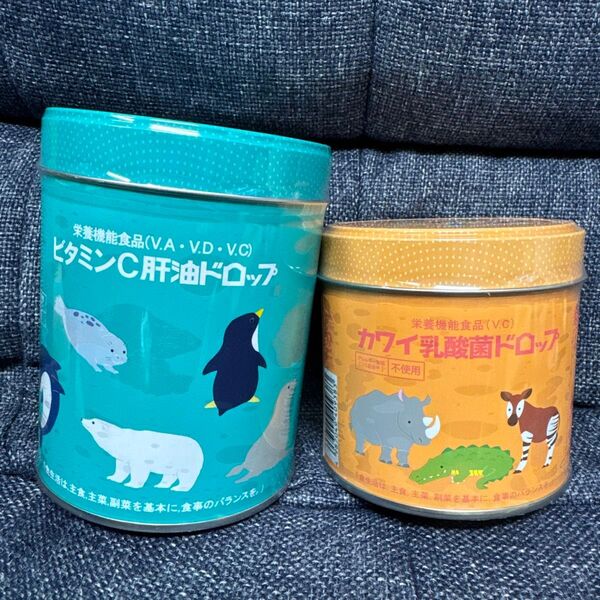 栄養機能食品(V.A・V.D・V.C)
ビタミンC肝油ドロップ
「食生活は、主食、主菜、副菜を基本に、食事のバランスを。」
栄養機能食品(V.C)
カワイ乳酸菌ドロップ
不使用
「食生活は、主食、主菜、副菜を基本に、食事のバランスを